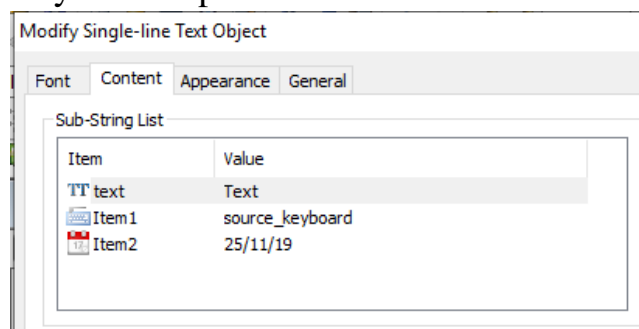 Modify Single-line Text Object
Font Content Appearance General
Sub-String List
Item Value
TT text Text
Item1 source_keyboard
Item2 25/11/19